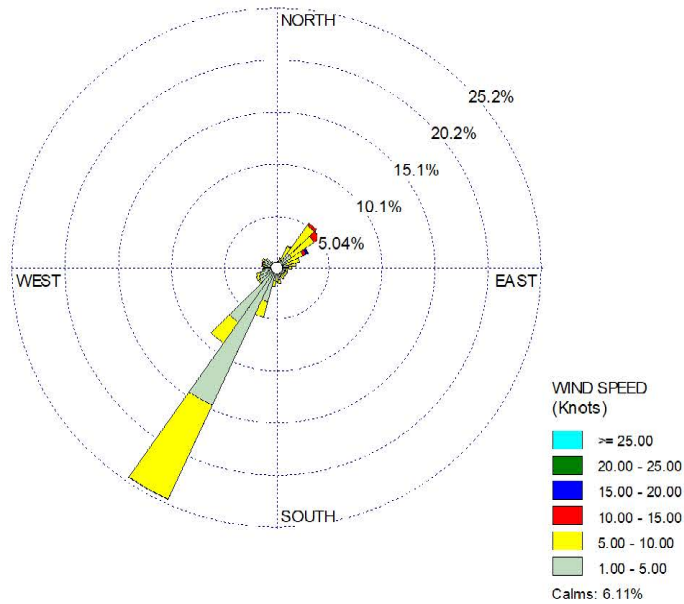 NORTH
25.2%
20.2%
15.1%
10.1%
5.04%
WEST
EAST
SOUTH
WIND SPEED
(Knots)
>= 25.00
20.00 - 25.00
15.00 - 20.00
10.00 - 15.00
5.00 - 10.00
1.00 - 5.00
Calms: 6.11%